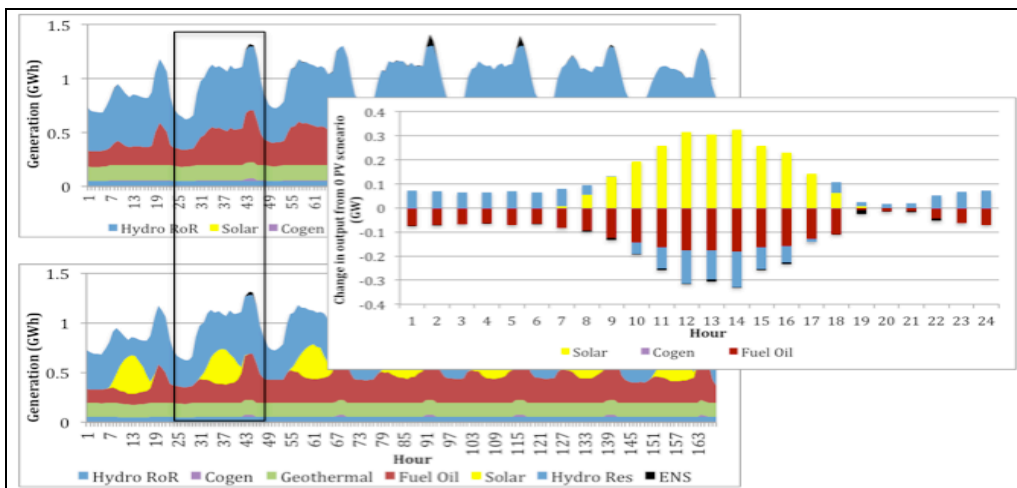 1.5
1
0.5
0
Generation (GWh)
1 7 13 19 25 31 37 43 49 55 61
Hydro RoR Solar Cogen
0.4
0.3
0.2
0.1
0
-0.1
-0.2
-0.3
-0.4
Change in output from 0 PV scneario (GW)
1 2 3 4 5 6 7 8 9 10 11 12 13 14 15 16 17 18 19 20 21 22 23 24
Hour
Solar Cogen Fuel Oil
1.5
1
0.5
0
Generation (GWh)
1 7 13 19 25 31 37 43 49 55 61 67 73 79 85 91 97 103 109 115 121 127 133 139 145 151 157 163
Hour
Hydro RoR Cogen Geothermal Fuel Oil Solar Hydro Res ENS